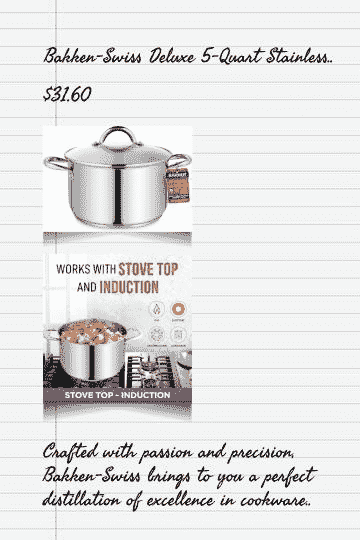 Bakken-Swiss Deluxe 5-Quart Stainless..
$31.60
WORKS WITH STOVE TOP
AND INDUCTION
STOVE TOP - INDUCTION
Crafted with passion and precision,
Bakken-Swiss brings to you a perfect
distillation of excellence in cookware..